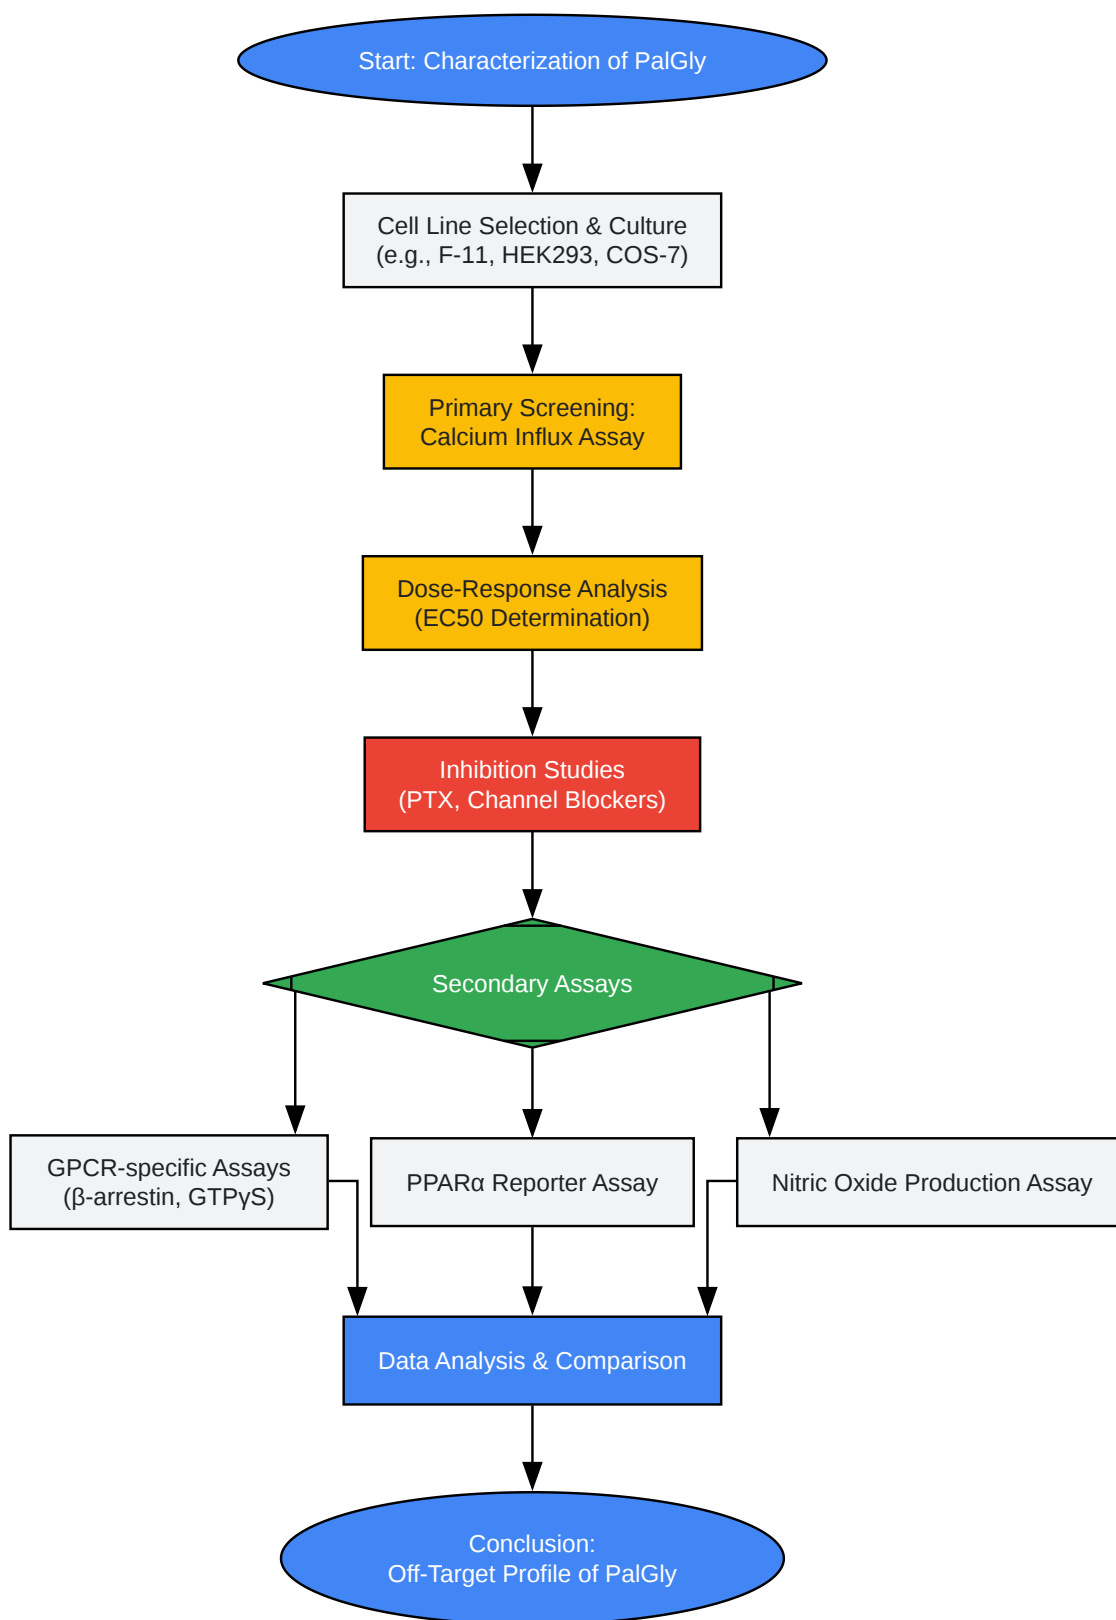 Start: Characterization of PalGly
Cell Line Selection & Culture
(e.g., F-11, HEK293, COS-7)
Primary Screening:
Calcium Influx Assay
Dose-Response Analysis
(EC50 Determination)
Inhibition Studies
(PTX, Channel Blockers)
Secondary Assays
GPCR-specific Assays
(β-arrestin, GTPγS)
PPARα Reporter Assay
Nitric Oxide Production Assay
Data Analysis & Comparison
Conclusion:
Off-Target Profile of PalGly